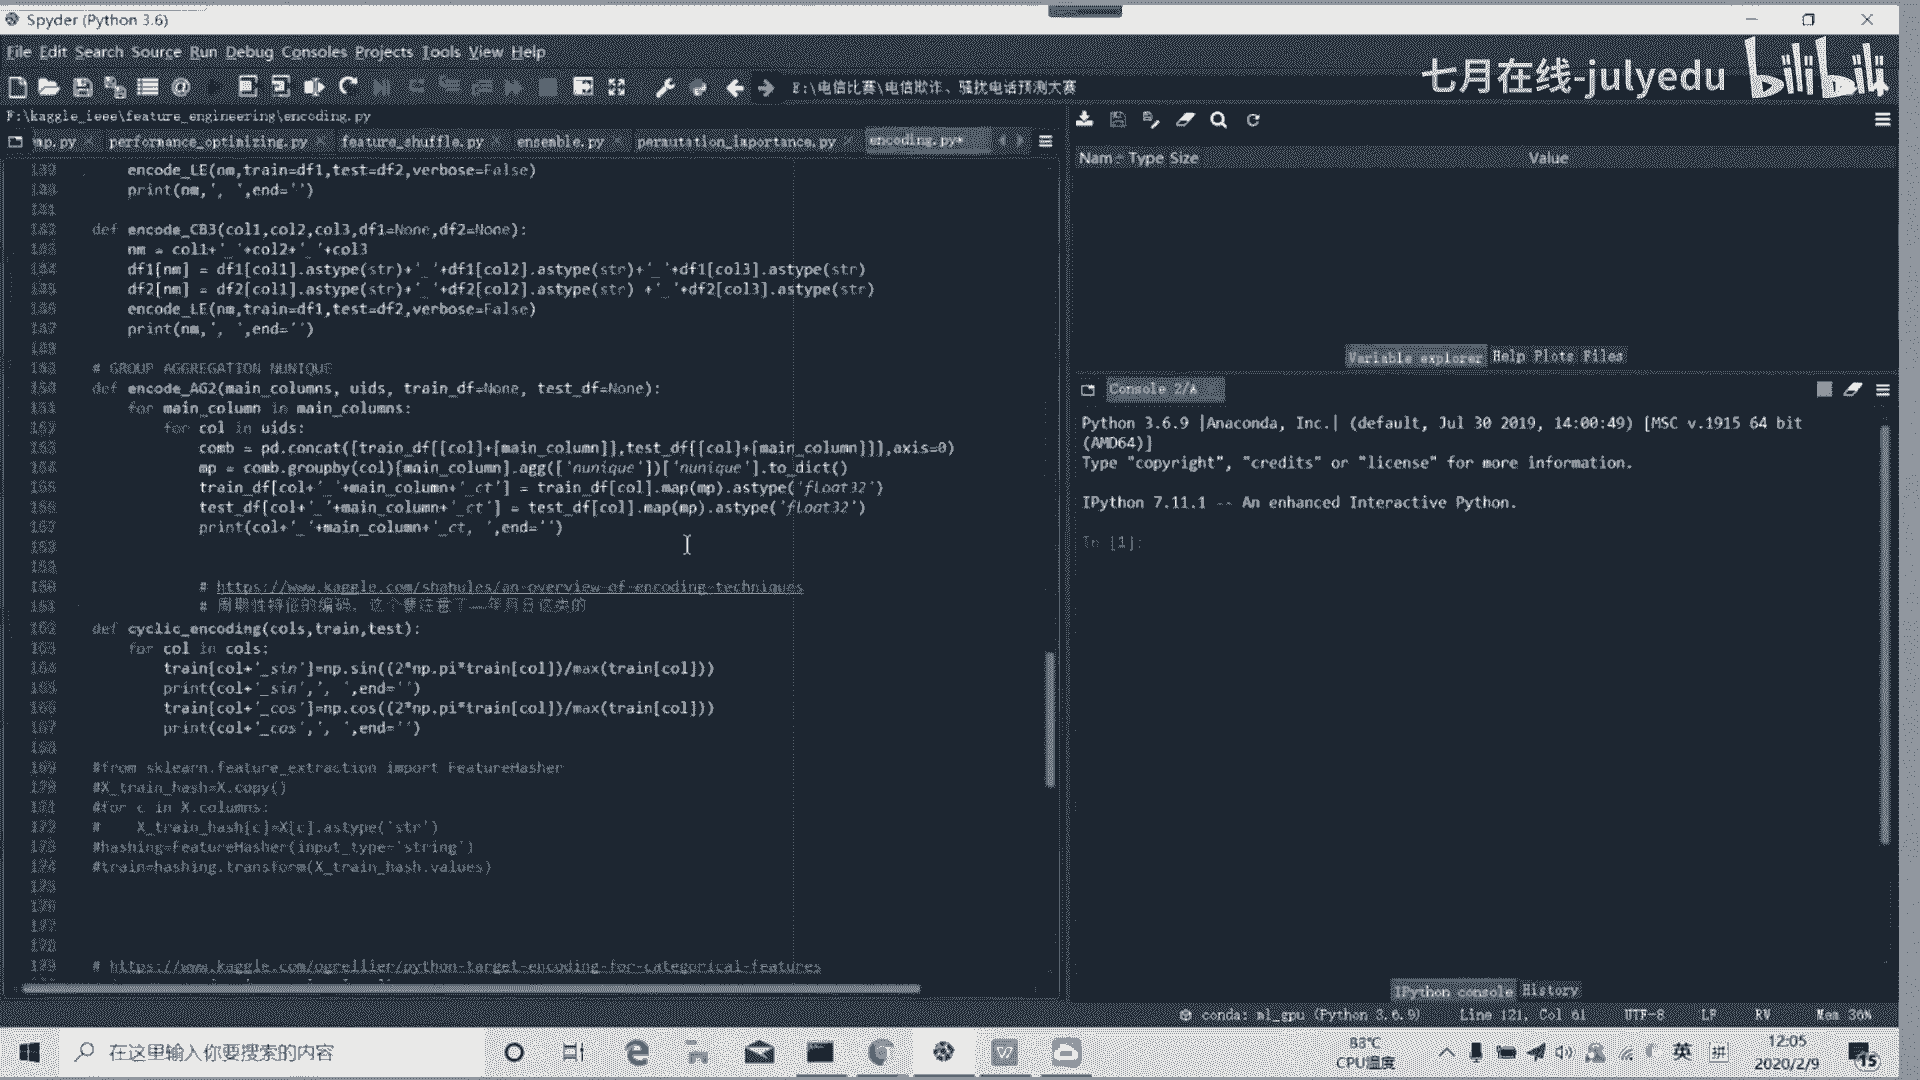 Spyder (Python 3.6)
File Edit Search Source Run Debug Consoles Projects Tools View Help
E:\电信比赛\电信欺诈、骚扰电话预测大赛
七月在线-julyedu bilibili
F:\kaggle_ieee\feature_engineering\encoding.py
mp.py performance_optimizing.py feature_shuffle.py ensemble.py permutation_importance.py encoding.py*
Nam Type Size Value
139 encode_LE(nm,train=df1,test=df2,verbose=False)
140 print(nm,', ',end='')
141
142 def encode_CB3(col1,col2,col3,df1=None,df2=None):
143 nm = col1+'_'+col2+'_'+col3
144 df1[nm] = df1[col1].astype(str)+'_'+df1[col2].astype(str)+'_'+df1[col3].astype(str)
145 df2[nm] = df2[col1].astype(str)+'_'+df2[col2].astype(str) +'_'+df2[col3].astype(str)
146 encode_LE(nm,train=df1,test=df2,verbose=False)
147 print(nm,', ',end='')
148
149 # GROUP AGGREGATION NUNIQUE
150 def encode_AG2(main_columns, uids, train_df=None, test_df=None):
151 for main_column in main_columns:
152 for col in uids:
153 comb = pd.concat([train_df[[col]+[main_column]],test_df[[col]+[main_column]]],axis=0)
154 mp = comb.groupby(col)[main_column].agg(['nunique'])['nunique'].to_dict()
155 train_df[col+'_'+main_column+'_ct'] = train_df[col].map(mp).astype('float32')
156 test_df[col+'_'+main_column+'_ct'] = test_df[col].map(mp).astype('float32')
157 print(col+'_'+main_column+'_ct, ',end='')
158
159
160 # https://www.kaggle.com/shahules/an-overview-of-encoding-techniques
161 # 周期性特征的编码，这个要注意了——年月日这类的
162 def cyclic_encoding(cols,train,test):
163 for col in cols:
164 train[col+'_sin']=np.sin((2*np.pi*train[col])/max(train[col]))
165 print(col+'_sin',', ',end='')
166 train[col+'_cos']=np.cos((2*np.pi*train[col])/max(train[col]))
167 print(col+'_cos',', ',end='')
168
169 #from sklearn.feature_extraction import FeatureHasher
170 #X_train_hash=X.copy()
171 #for c in X.columns:
172 # X_train_hash[c]=X[c].astype('str')
173 #hashing=FeatureHasher(input_type='string')
174 #train=hashing.transform(X_train_hash.values)
175
176
177
178
179 # https://www.kaggle.com/ogrellier/python-target-encoding-for-categorical-features
Variable explorer Help Plots Files
Console 2/A
Python 3.6.9 |Anaconda, Inc.| (default, Jul 30 2019, 14:00:49) [MSC v.1915 64 bit
(AMD64)]
Type "copyright", "credits" or "license" for more information.
IPython 7.11.1 -- An enhanced Interactive Python.
In [1]:
IPython console History
conda: ml_gpu (Python 3.6.9) Line 121, Col 61 UTF-8 LF RW Mem 36%
在这里输入你要搜索的内容
83℃
CPU温度
英 拼
12:05
2020/2/9
15